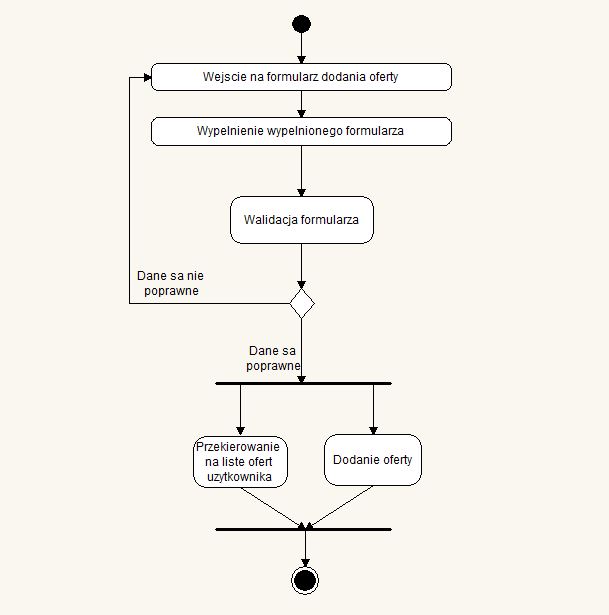 Wejscie na formularz dodania oferty
Wypelnienie wypelnionego formularza
Walidacja formularza
Dane sa nie
poprawne
Dane sa
poprawne
Przekierowanie
na liste ofert
uzytkownika
Dodanie oferty